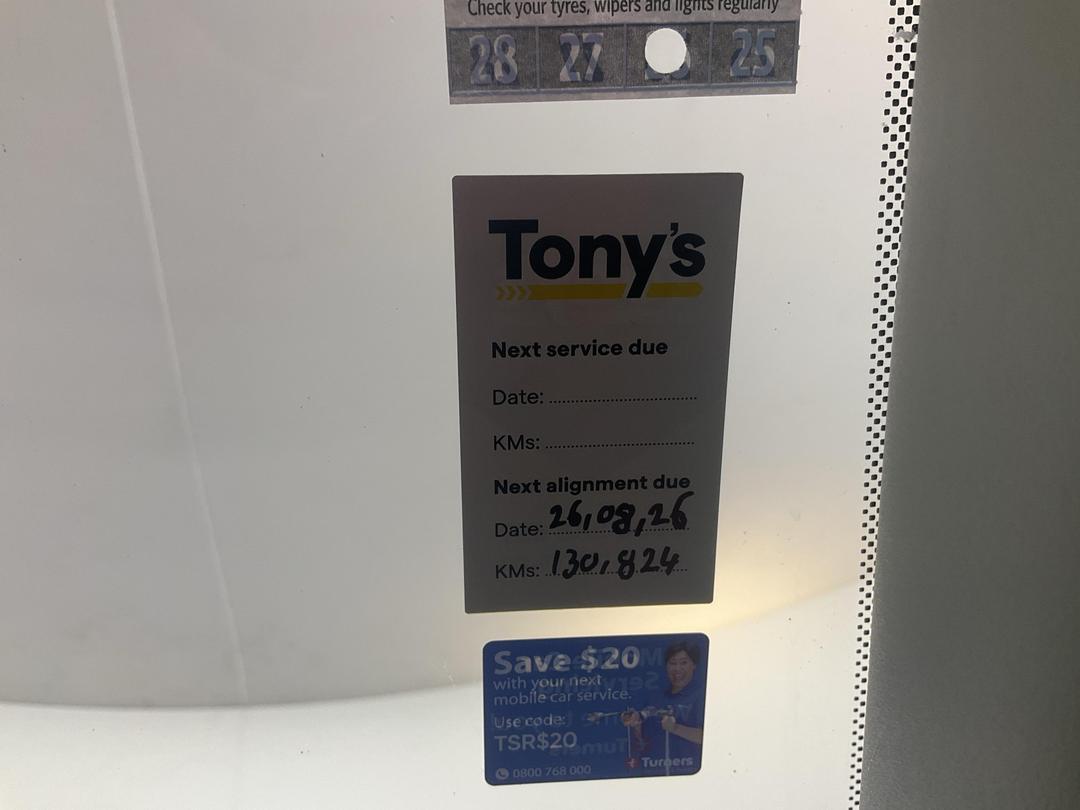 Check your tyres, wipers and lights regularly
28 27 25
Tony's
Next service due
Date:
KMs:
Next alignment due
Date: 26,08,26
KMs: 130,824
Save $20
with your next
mobile car service.
Use code:
TSR$20
Turners
0800 768 000